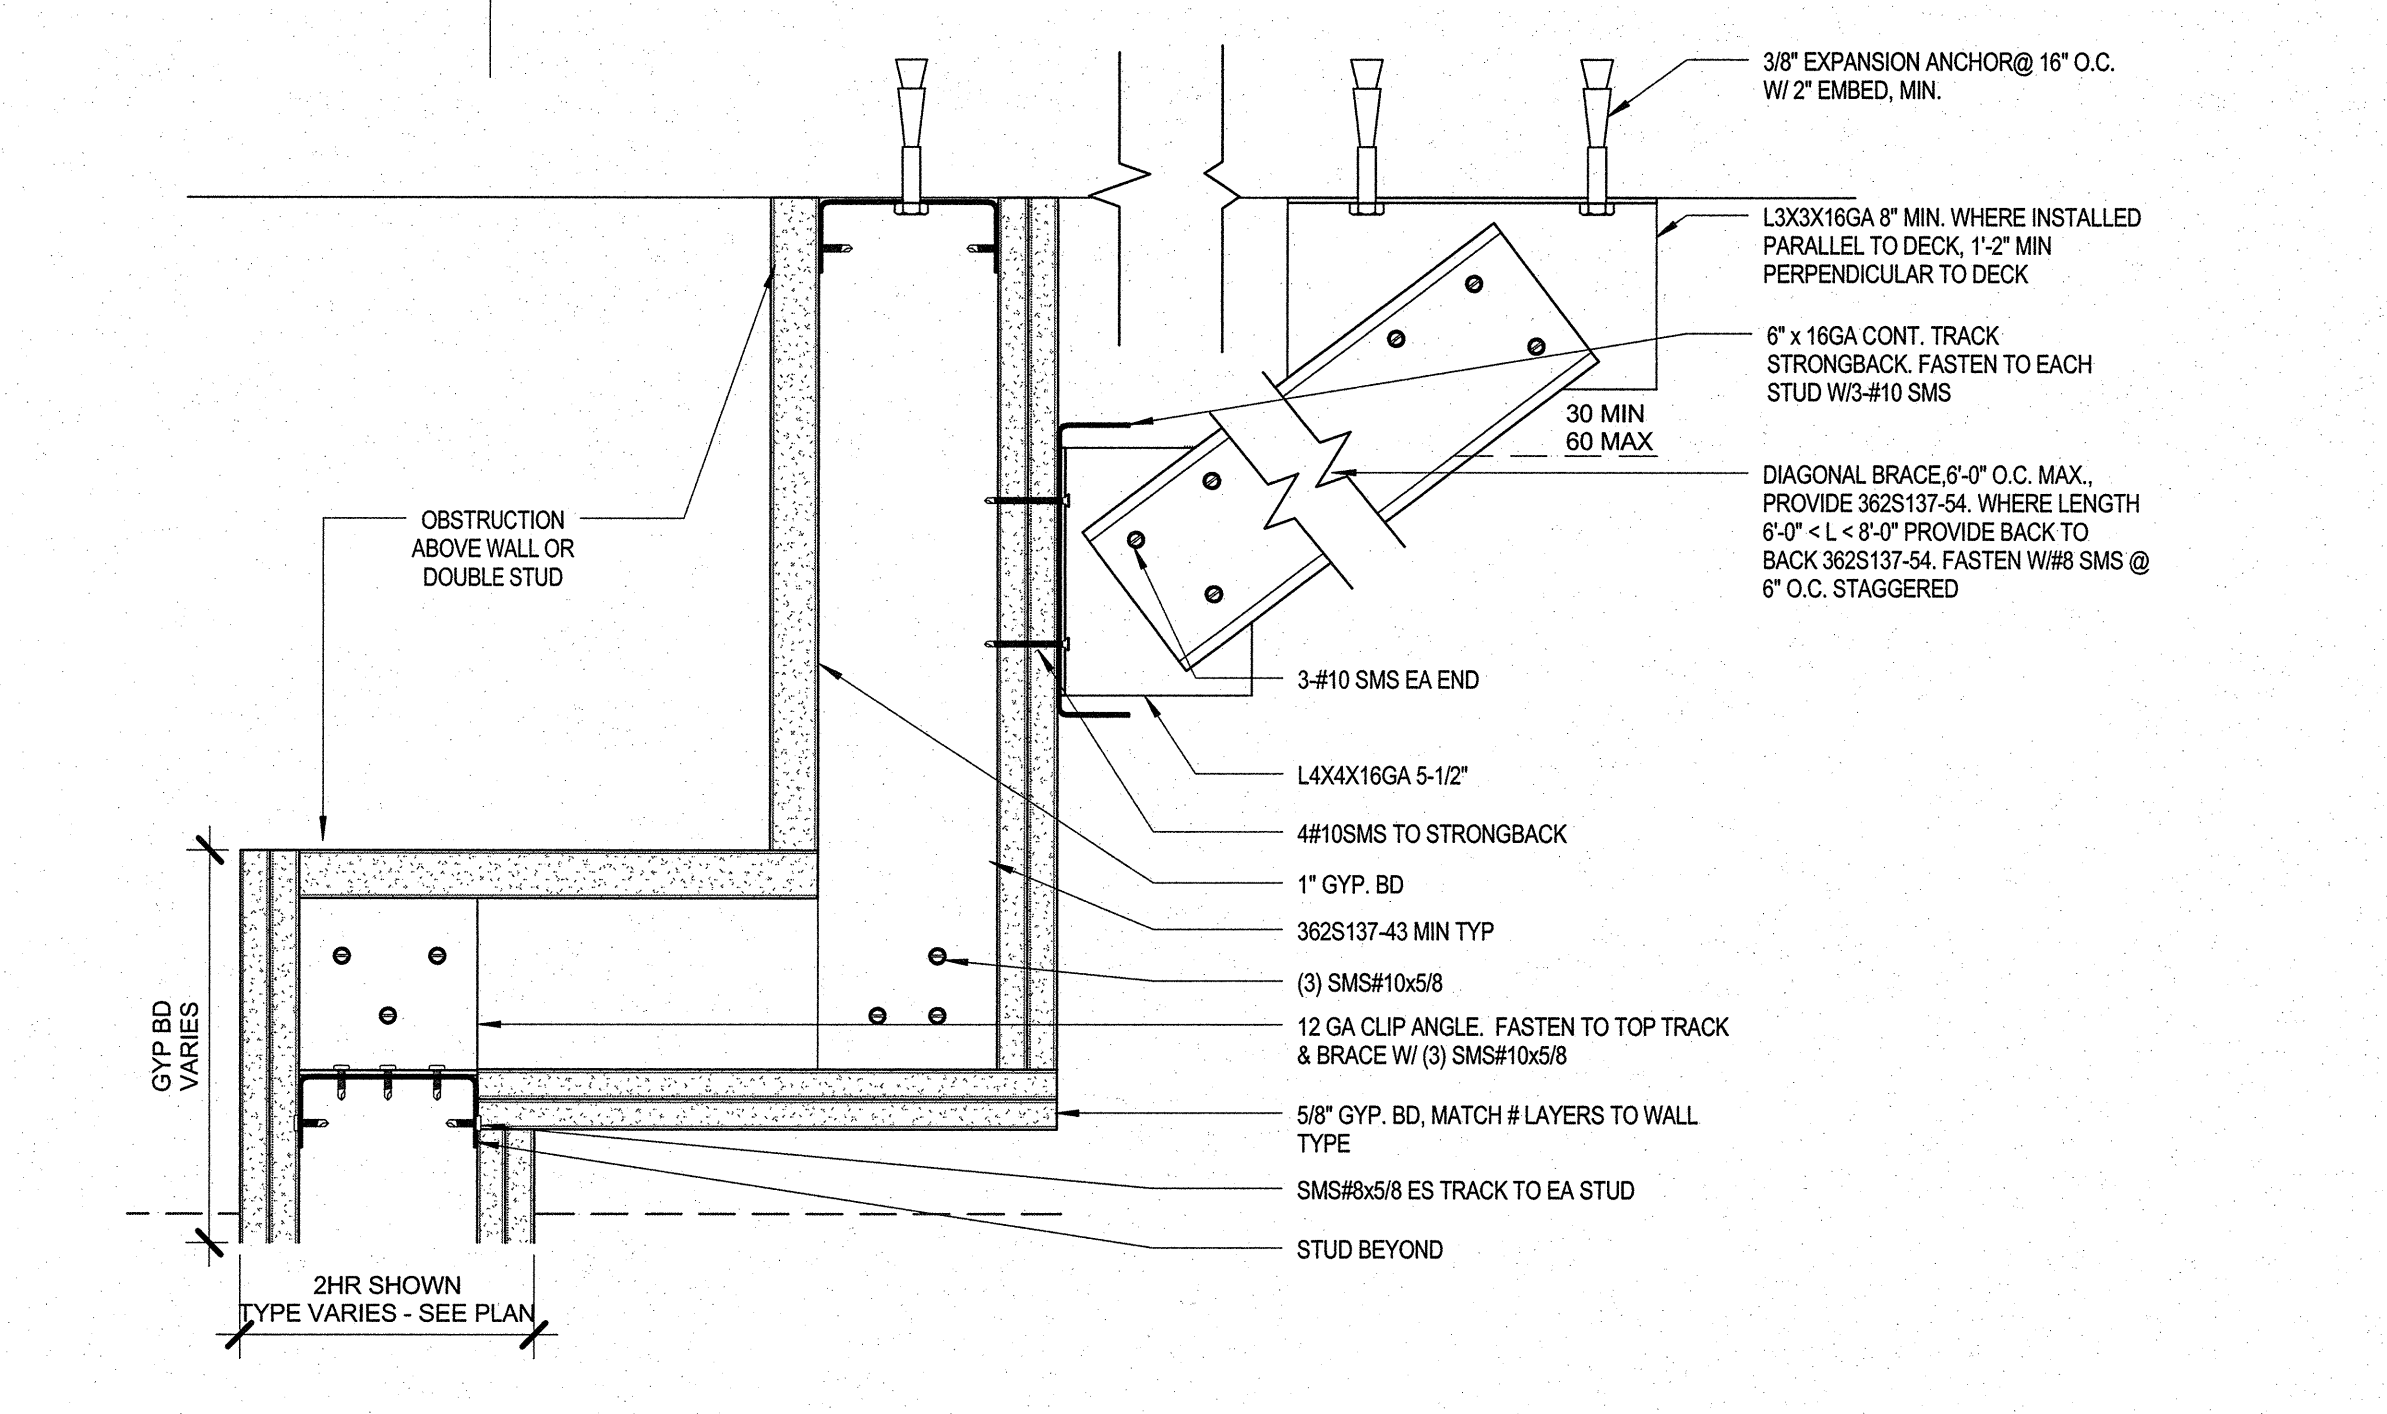 3/8" EXPANSION ANCHOR@ 16" O.C.
W/ 2" EMBED, MIN.
L3X3X16GA 8" MIN. WHERE INSTALLED
PARALLEL TO DECK, 1'-2" MIN
PERPENDICULAR TO DECK
6" x 16GA CONT. TRACK
STRONGBACK. FASTEN TO EACH
STUD W/3-#10 SMS
30 MIN
60 MAX
DIAGONAL BRACE,6'-0" O.C. MAX.,
PROVIDE 362S137-54. WHERE LENGTH
6'-0" < L < 8'-0" PROVIDE BACK TO
BACK 362S137-54. FASTEN W/#8 SMS @
6" O.C. STAGGERED
OBSTRUCTION
ABOVE WALL OR
DOUBLE STUD
3-#10 SMS EA END
L4X4X16GA 5-1/2"
4#10SMS TO STRONGBACK
1" GYP. BD
362S137-43 MIN TYP
(3) SMS#10x5/8
12 GA CLIP ANGLE. FASTEN TO TOP TRACK
& BRACE W/ (3) SMS#10x5/8
5/8" GYP. BD, MATCH # LAYERS TO WALL
TYPE
SMS#8x5/8 ES TRACK TO EA STUD
STUD BEYOND
GYP BD
VARIES
2HR SHOWN
TYPE VARIES - SEE PLAN